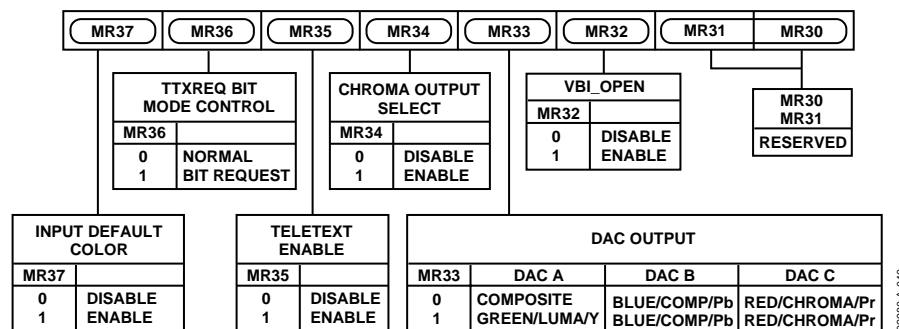 MR37 MR36 MR35 MR34 MR33 MR32 MR31 MR30
TTXREQ BIT
MODE CONTROL
MR36
0 NORMAL
1 BIT REQUEST
CHROMA OUTPUT
SELECT
MR34
0 DISABLE
1 ENABLE
VBI_OPEN
MR32
0 DISABLE
1 ENABLE
MR30
MR31
RESERVED
INPUT DEFAULT
COLOR
MR37
0 DISABLE
1 ENABLE
TELETEXT
ENABLE
MR35
0 DISABLE
1 ENABLE
DAC OUTPUT
MR33 DAC A DAC B DAC C
0 COMPOSITE BLUE/COMP/Pb RED/CHROMA/Pr
1 GREEN/LUMA/Y BLUE/COMP/Pb RED/CHROMA/Pr